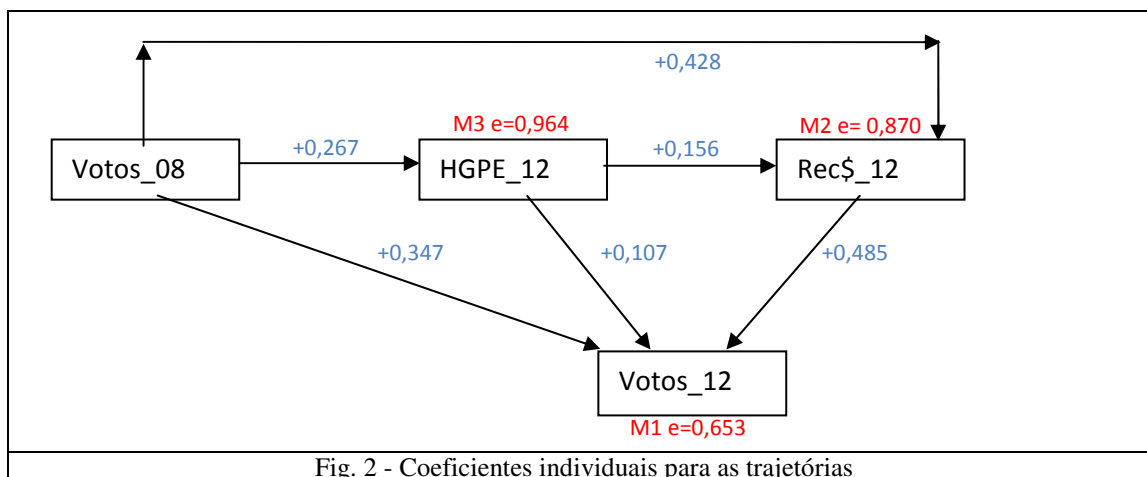 +0,428
M3 e=0,964
M2 e= 0,870
Votos_08
+0,267
HGPE_12
+0,156
Rec$_12
+0,347
+0,107
+0,485
Votos_12
M1 e=0,653
Fig. 2 - Coeficientes individuais para as trajetórias